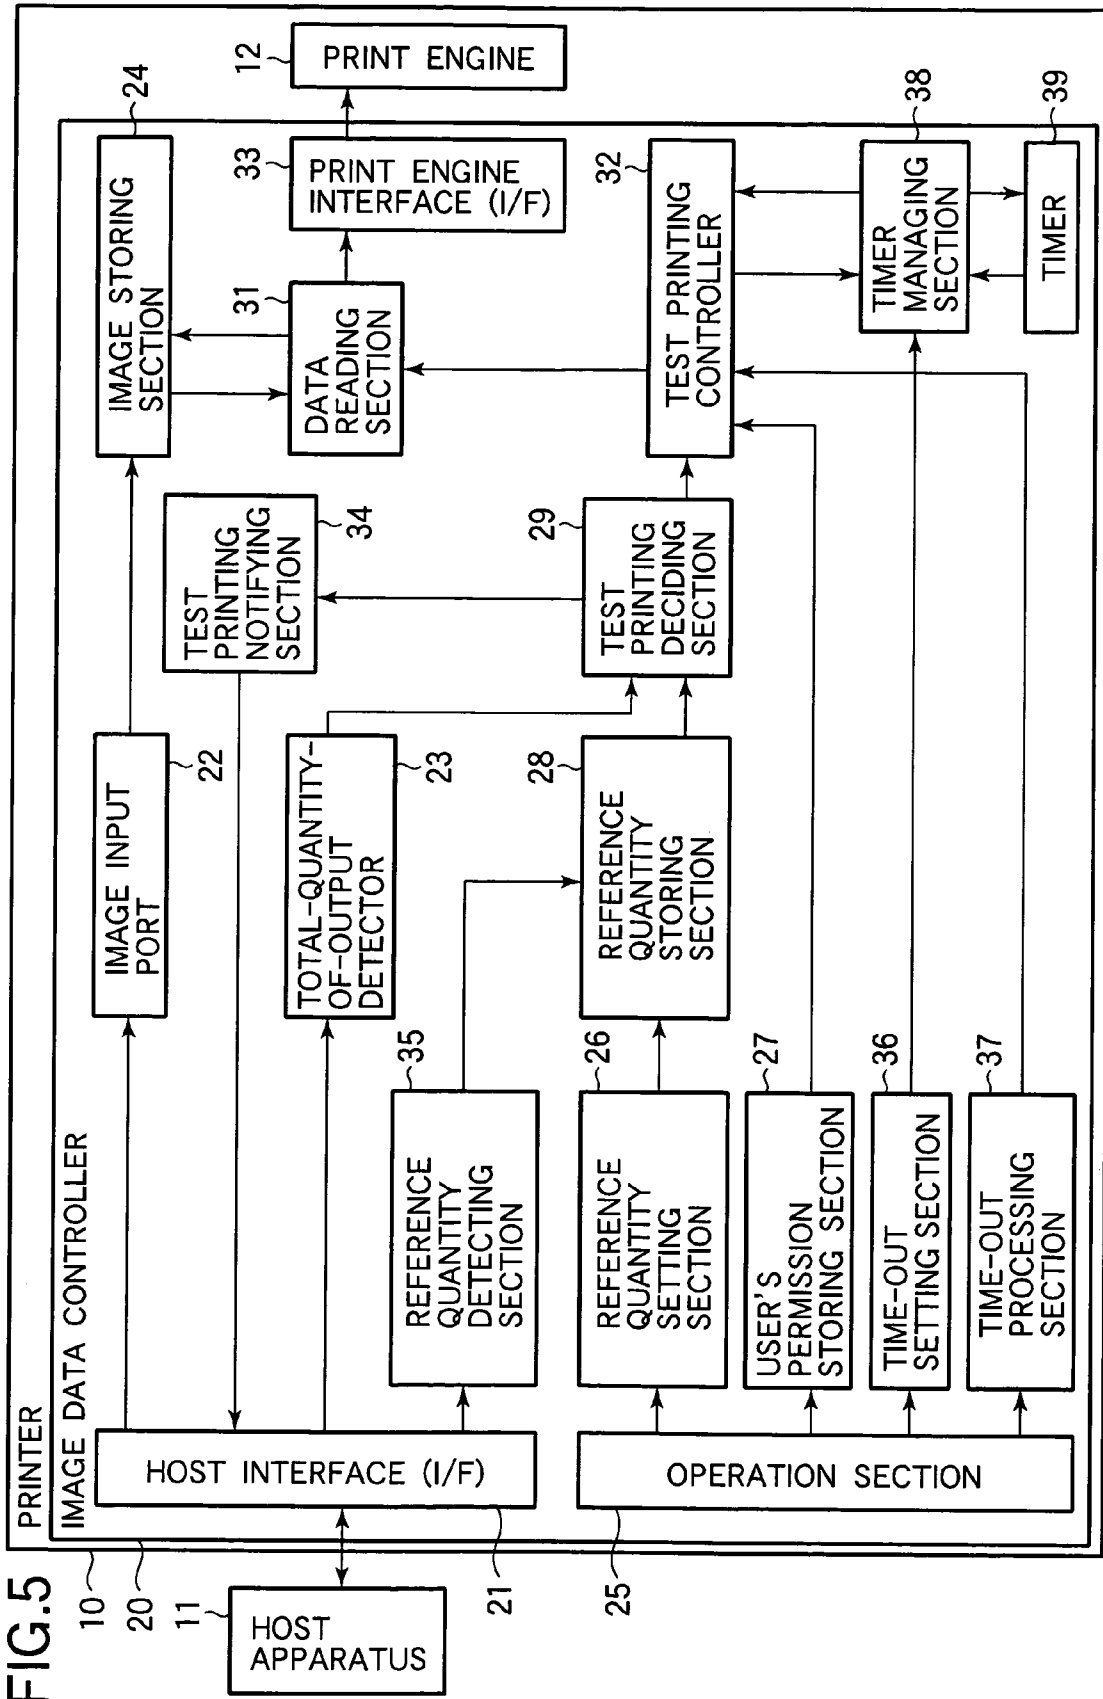 FIG.5
10
PRINTER
20
IMAGE DATA CONTROLLER
11
HOST
APPARATUS
HOST INTERFACE (I/F)
21
IMAGE INPUT
PORT
22
IMAGE STORING
SECTION
24
TEST
PRINTING
NOTIFYING
SECTION
34
TOTAL-QUANTITY-
OF-OUTPUT
DETECTOR
23
DATA
READING
SECTION
31
PRINT ENGINE
INTERFACE (I/F)
33
PRINT ENGINE
12
REFERENCE
QUANTITY
DETECTING
SECTION
35
OPERATION SECTION
25
REFERENCE
QUANTITY
SETTING
SECTION
26
REFERENCE
QUANTITY
STORING
SECTION
28
TEST
PRINTING
DECIDING
SECTION
29
TEST PRINTING
CONTROLLER
32
USER'S
PERMISSION
STORING SECTION
27
TIME-OUT
SETTING SECTION
36
TIMER
MANAGING
SECTION
38
TIME-OUT
PROCESSING
SECTION
37
TIMER
39